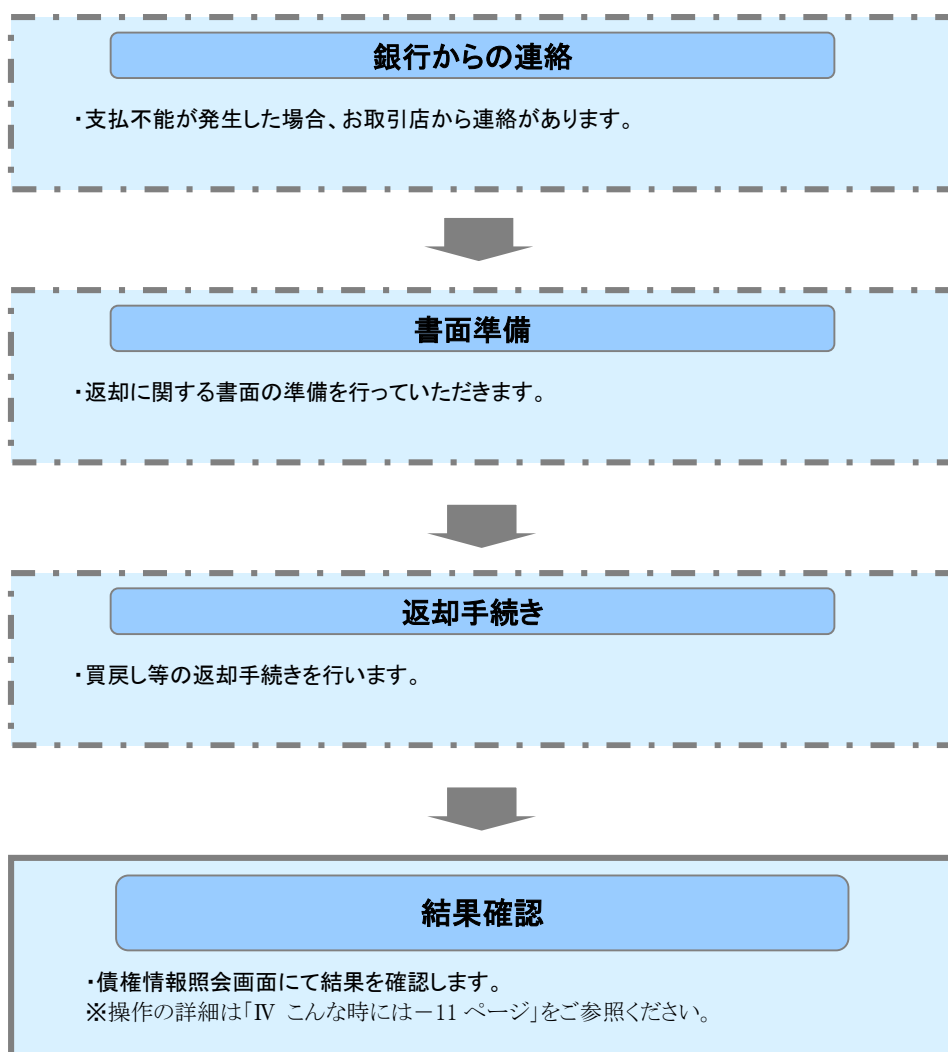 銀行からの連絡
・支払不能が発生した場合、お取引店から連絡があります。
書面準備
・返却に関する書面の準備を行っていただきます。
返却手続き
・買戻し等の返却手続きを行います。
結果確認
・債権情報照会画面にて結果を確認します。
※操作の詳細は「Ⅳ こんな時には－11 ページ」をご参照ください。